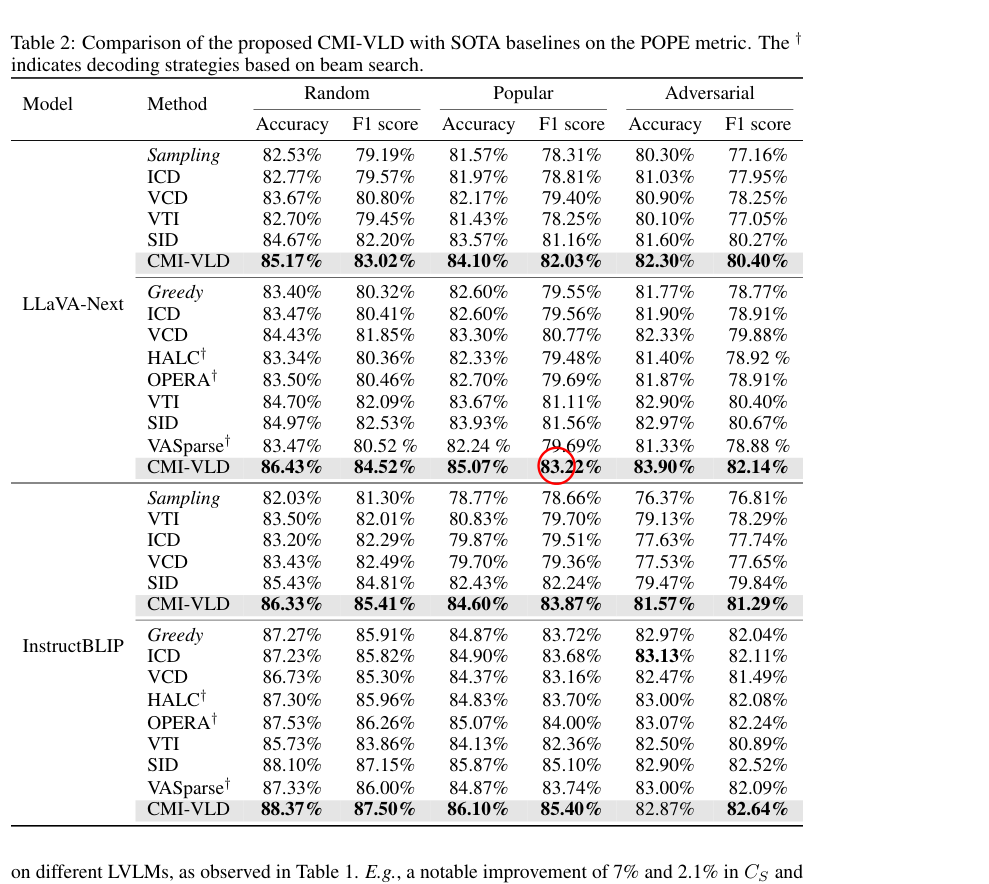 Table 2: Comparison of the proposed CMI-VLD with SOTA baselines on the POPE metric. The †
indicates decoding strategies based on beam search.
Model Method Random Popular Adversarial
Accuracy F1 score Accuracy F1 score Accuracy F1 score
Sampling 82.53% 79.19% 81.57% 78.31% 80.30% 77.16%
ICD 82.77% 79.57% 81.97% 78.81% 81.03% 77.95%
VCD 83.67% 80.80% 82.17% 79.40% 80.90% 78.25%
VTI 82.70% 79.45% 81.43% 78.25% 80.10% 77.05%
SID 84.67% 82.20% 83.57% 81.16% 81.60% 80.27%
CMI-VLD 85.17% 83.02% 84.10% 82.03% 82.30% 80.40%
LLaVA-Next
Greedy 83.40% 80.32% 82.60% 79.55% 81.77% 78.77%
ICD 83.47% 80.41% 82.60% 79.56% 81.90% 78.91%
VCD 84.43% 81.85% 83.30% 80.77% 82.33% 79.88%
HALC† 83.34% 80.36% 82.33% 79.48% 81.40% 78.92 %
OPERA† 83.50% 80.46% 82.70% 79.69% 81.87% 78.91%
VTI 84.70% 82.09% 83.67% 81.11% 82.90% 80.40%
SID 84.97% 82.53% 83.93% 81.56% 82.97% 80.67%
VASparse† 83.47% 80.52 % 82.24 % 79.69% 81.33% 78.88 %
CMI-VLD 86.43% 84.52% 85.07% 83.22% 83.90% 82.14%
Sampling 82.03% 81.30% 78.77% 78.66% 76.37% 76.81%
VTI 83.50% 82.01% 80.83% 79.70% 79.13% 78.29%
ICD 83.20% 82.29% 79.87% 79.51% 77.63% 77.74%
VCD 83.43% 82.49% 79.70% 79.36% 77.53% 77.65%
SID 85.43% 84.81% 82.43% 82.24% 79.47% 79.84%
CMI-VLD 86.33% 85.41% 84.60% 83.87% 81.57% 81.29%
InstructBLIP
Greedy 87.27% 85.91% 84.87% 83.72% 82.97% 82.04%
ICD 87.23% 85.82% 84.90% 83.68% 83.13% 82.11%
VCD 86.73% 85.30% 84.37% 83.16% 82.47% 81.49%
HALC† 87.30% 85.96% 84.83% 83.70% 83.00% 82.08%
OPERA† 87.53% 86.26% 85.07% 84.00% 83.07% 82.24%
VTI 85.73% 83.86% 84.13% 82.36% 82.50% 80.89%
SID 88.10% 87.15% 85.87% 85.10% 82.90% 82.52%
VASparse† 87.33% 86.00% 84.87% 83.74% 83.00% 82.09%
CMI-VLD 88.37% 87.50% 86.10% 85.40% 82.87% 82.64%
on different LVLMs, as observed in Table 1. E.g., a notable improvement of 7% and 2.1% in C_S and